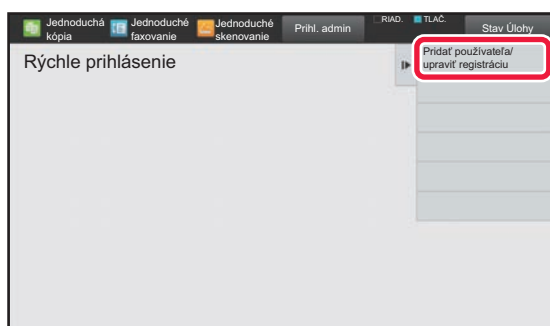 Jednoduchá
kópia
Jednoduché
faxovanie
Jednoduché
skenovanie
Prihl. admin
RIAD.
TLAČ.
Stav Úlohy
Rýchle prihlásenie
Pridať používateľa/
upraviť registráciu